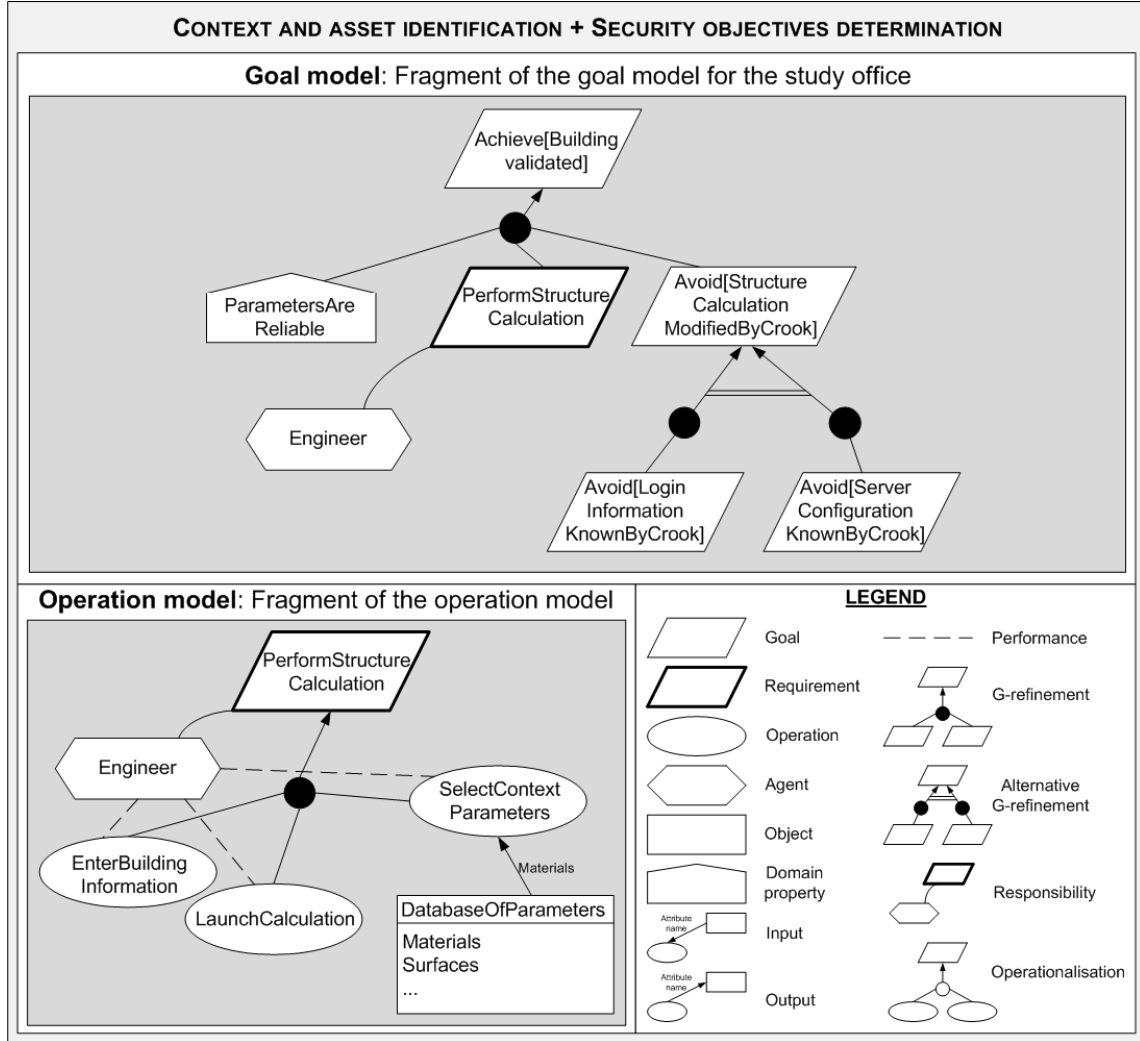 CONTEXT AND ASSET IDENTIFICATION + SECURITY OBJECTIVES DETERMINATION
Goal model: Fragment of the goal model for the study office
Achieve[Building
validated]
ParametersAre
Reliable
PerformStructure
Calculation
Avoid[Structure
Calculation
ModifiedByCrook]
Engineer
Avoid[Login
Information
KnownByCrook]
Avoid[Server
Configuration
KnownByCrook]
Operation model: Fragment of the operation model
PerformStructure
Calculation
Engineer
SelectContext
Parameters
EnterBuilding
Information
LaunchCalculation
Materials
DatabaseOfParameters
Materials
Surfaces
...
LEGEND
Goal
Requirement
Operation
Agent
Object
Domain
property
Attribute
name
Input
Attribute
name
Output
Performance
G-refinement
Alternative
G-refinement
Responsibility
Operationalisation